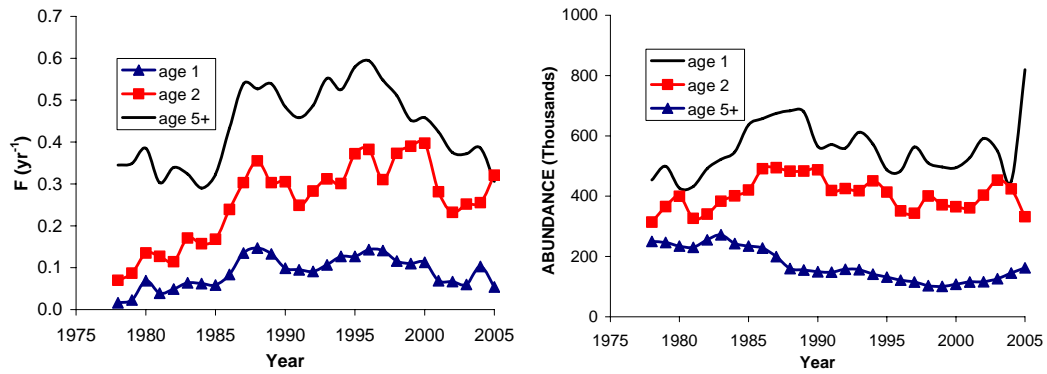 F (yr-1)
0.7
0.6
0.5
0.4
0.3
0.2
0.1
0.0
age 1
age 2
age 5+
1975 1980 1985 1990 1995 2000 2005
Year
ABUNDANCE (Thousands)
1000
800
600
400
200
0
age 1
age 2
age 5+
1975 1980 1985 1990 1995 2000 2005
Year